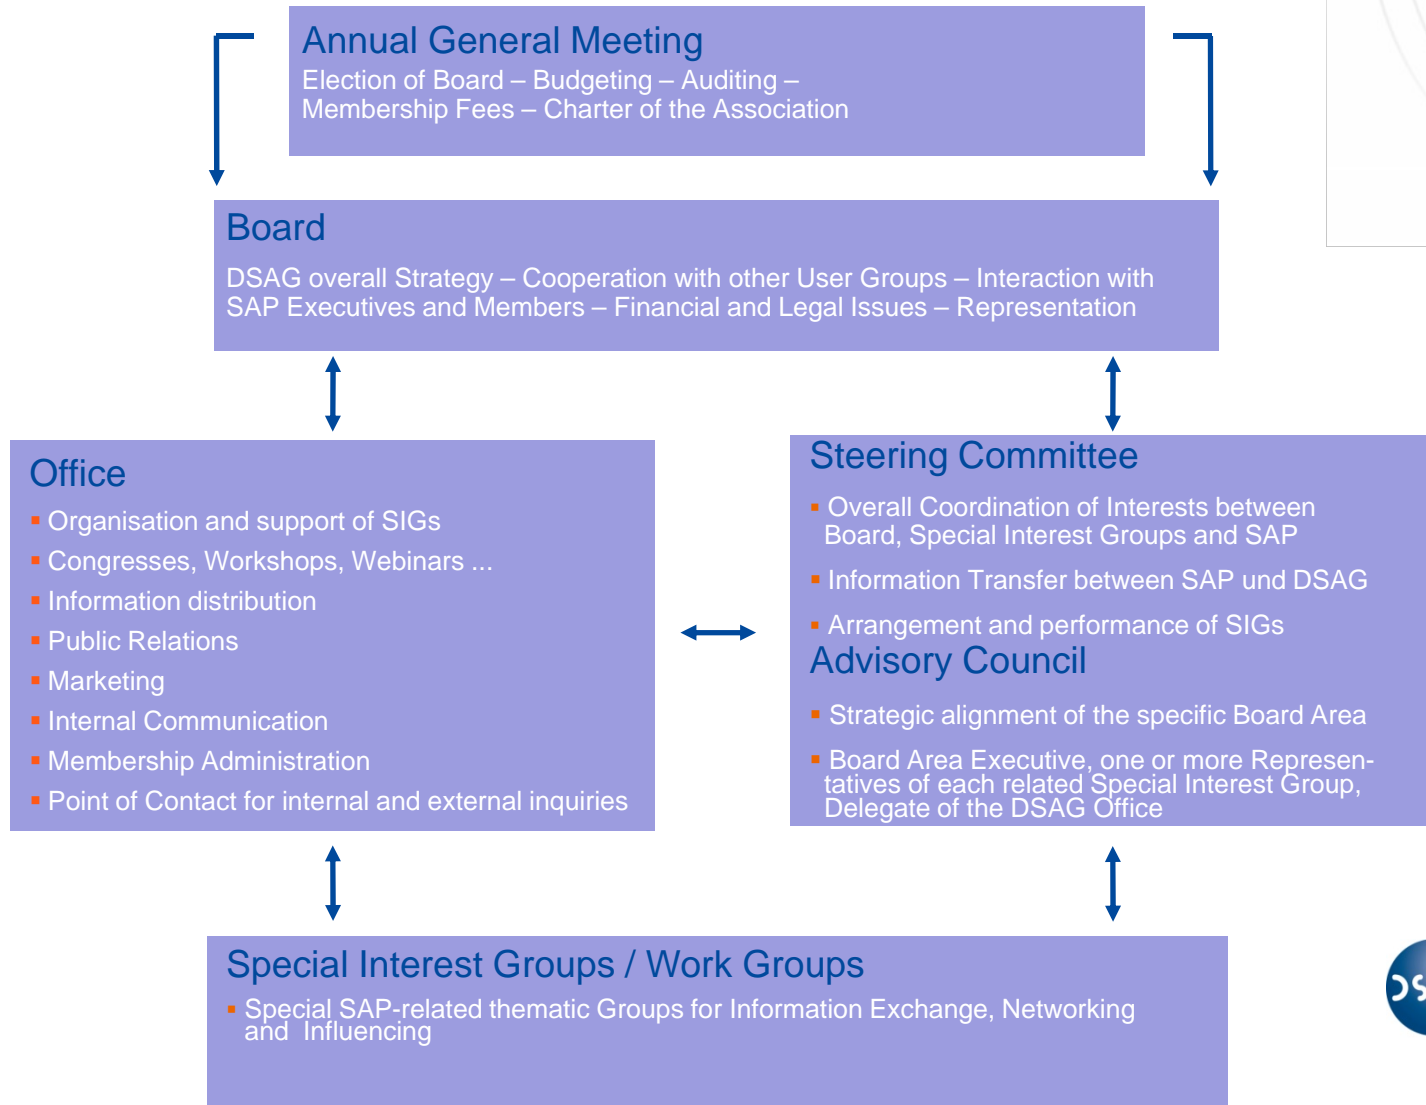 Annual General Meeting
Election of Board – Budgeting – Auditing –
Membership Fees – Charter of the Association
Board
DSAG overall Strategy – Cooperation with other User Groups – Interaction with
SAP Executives and Members – Financial and Legal Issues – Representation
Office
▪ Organisation and support of SIGs
▪ Congresses, Workshops, Webinars ...
▪ Information distribution
▪ Public Relations
▪ Marketing
▪ Internal Communication
▪ Membership Administration
▪ Point of Contact for internal and external inquiries
Steering Committee
▪ Overall Coordination of Interests between
Board, Special Interest Groups and SAP
▪ Information Transfer between SAP und DSAG
▪ Arrangement and performance of SIGs
Advisory Council
▪ Strategic alignment of the specific Board Area
▪ Board Area Executive, one or more Represen-
tatives of each related Special Interest Group,
Delegate of the DSAG Office
Special Interest Groups / Work Groups
▪ Special SAP-related thematic Groups for Information Exchange, Networking
and Influencing